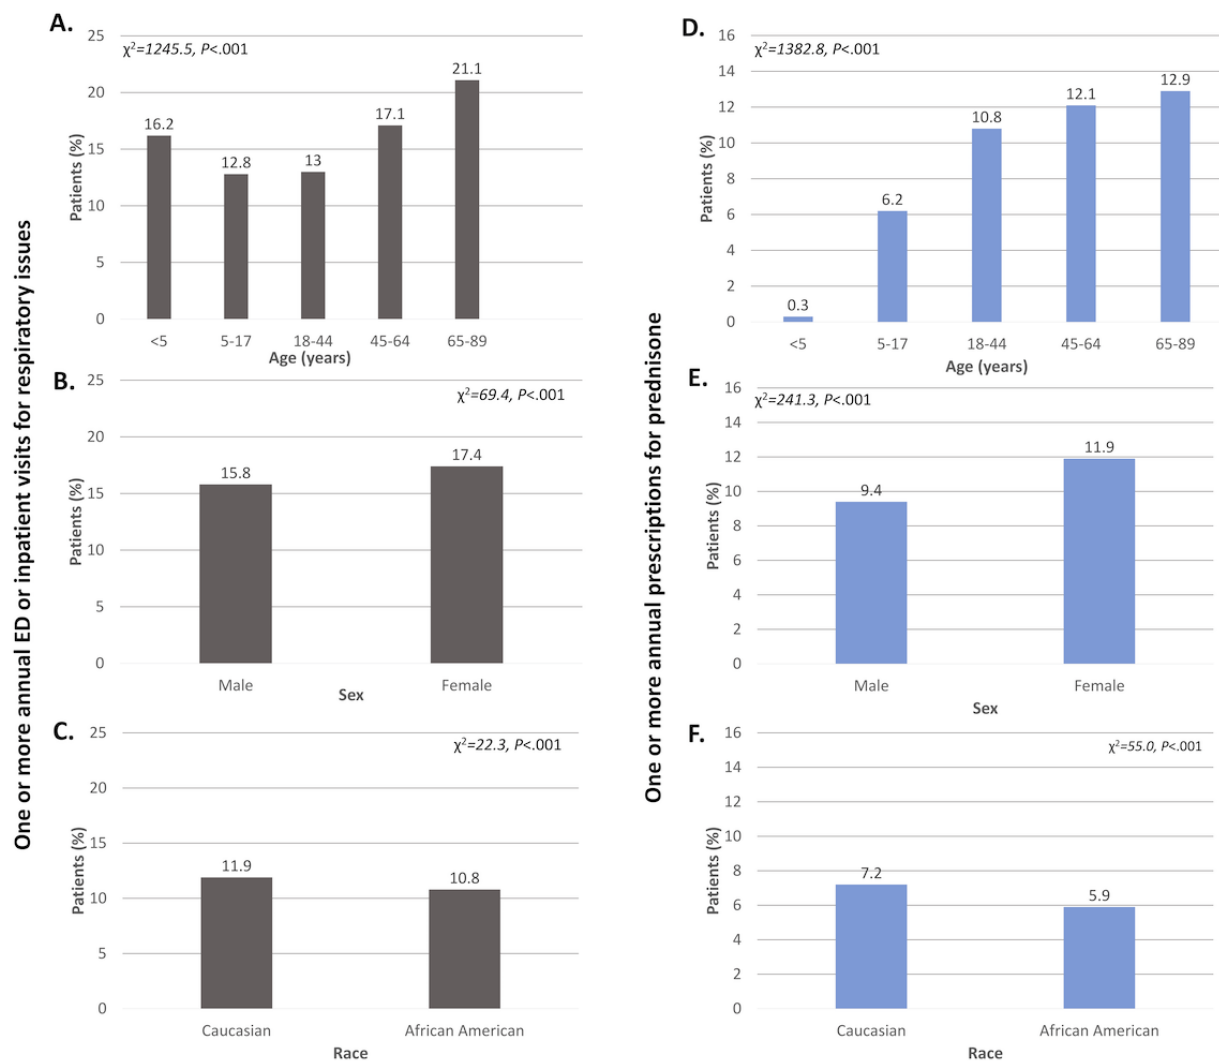 One or more annual ED or inpatient visits for respiratory issues
A.
χ²=1245.5, P<.001
Patients (%)
25
20
15
10
5
0
16.2
12.8
13
17.1
21.1
<5
5-17
18-44
45-64
65-89
Age (years)
B.
χ²=69.4, P<.001
Patients (%)
25
20
15
10
5
0
15.8
17.4
Male
Female
Sex
C.
χ²=22.3, P<.001
Patients (%)
25
20
15
10
5
0
11.9
10.8
Caucasian
African American
Race
One or more annual prescriptions for prednisone
D.
χ²=1382.8, P<.001
Patients (%)
16
14
12
10
8
6
4
2
0
0.3
6.2
10.8
12.1
12.9
<5
5-17
18-44
45-64
65-89
Age (years)
E.
χ²=241.3, P<.001
Patients (%)
16
14
12
10
8
6
4
2
0
9.4
11.9
Male
Female
Sex
F.
χ²=55.0, P<.001
Patients (%)
16
14
12
10
8
6
4
2
0
7.2
5.9
Caucasian
African American
Race